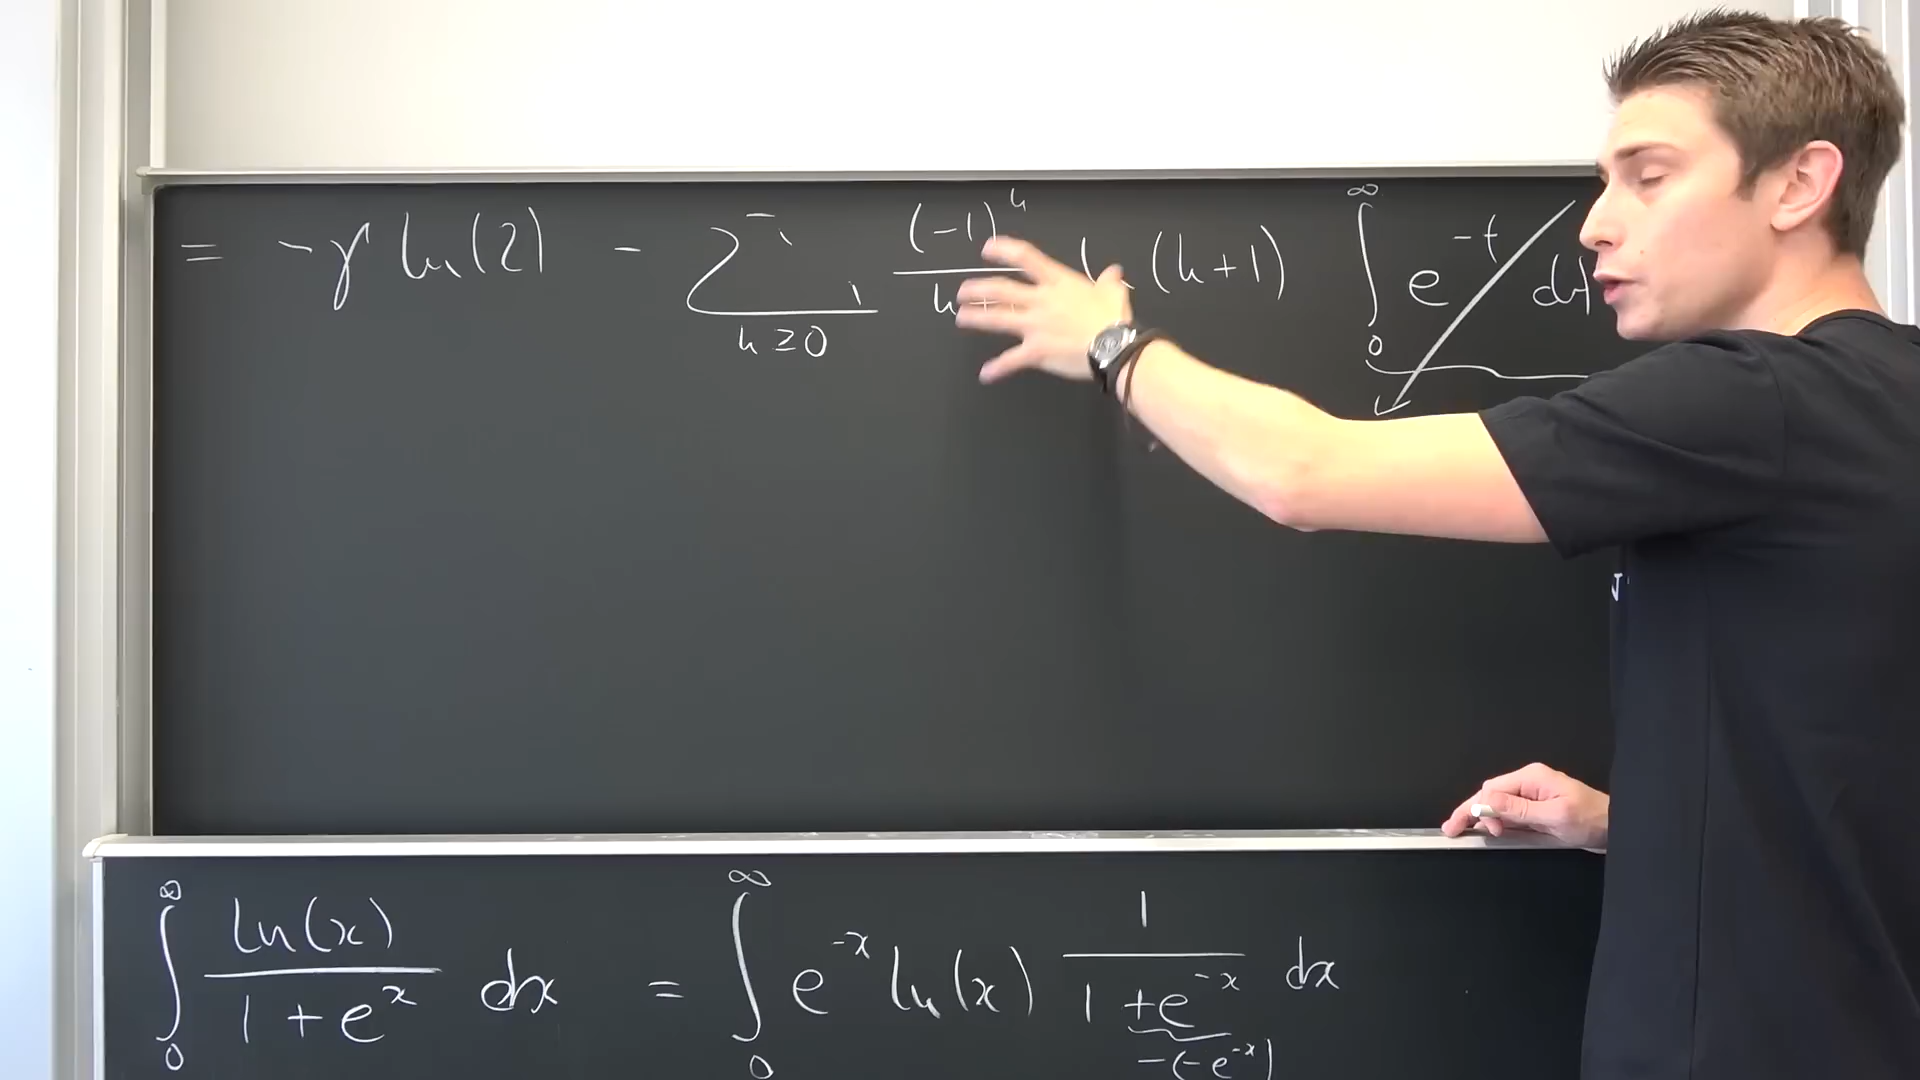 = -γ ln(2) - ∑ (-1)^k / k+1 ln(k+1) ∫ e^-t dt
k≥0
∞
0
∫₀^∞ ln(x) / 1+e^x dx = ∫₀^∞ e^-x ln(x) 1 / 1+e^-x dx
-(-e^-x)